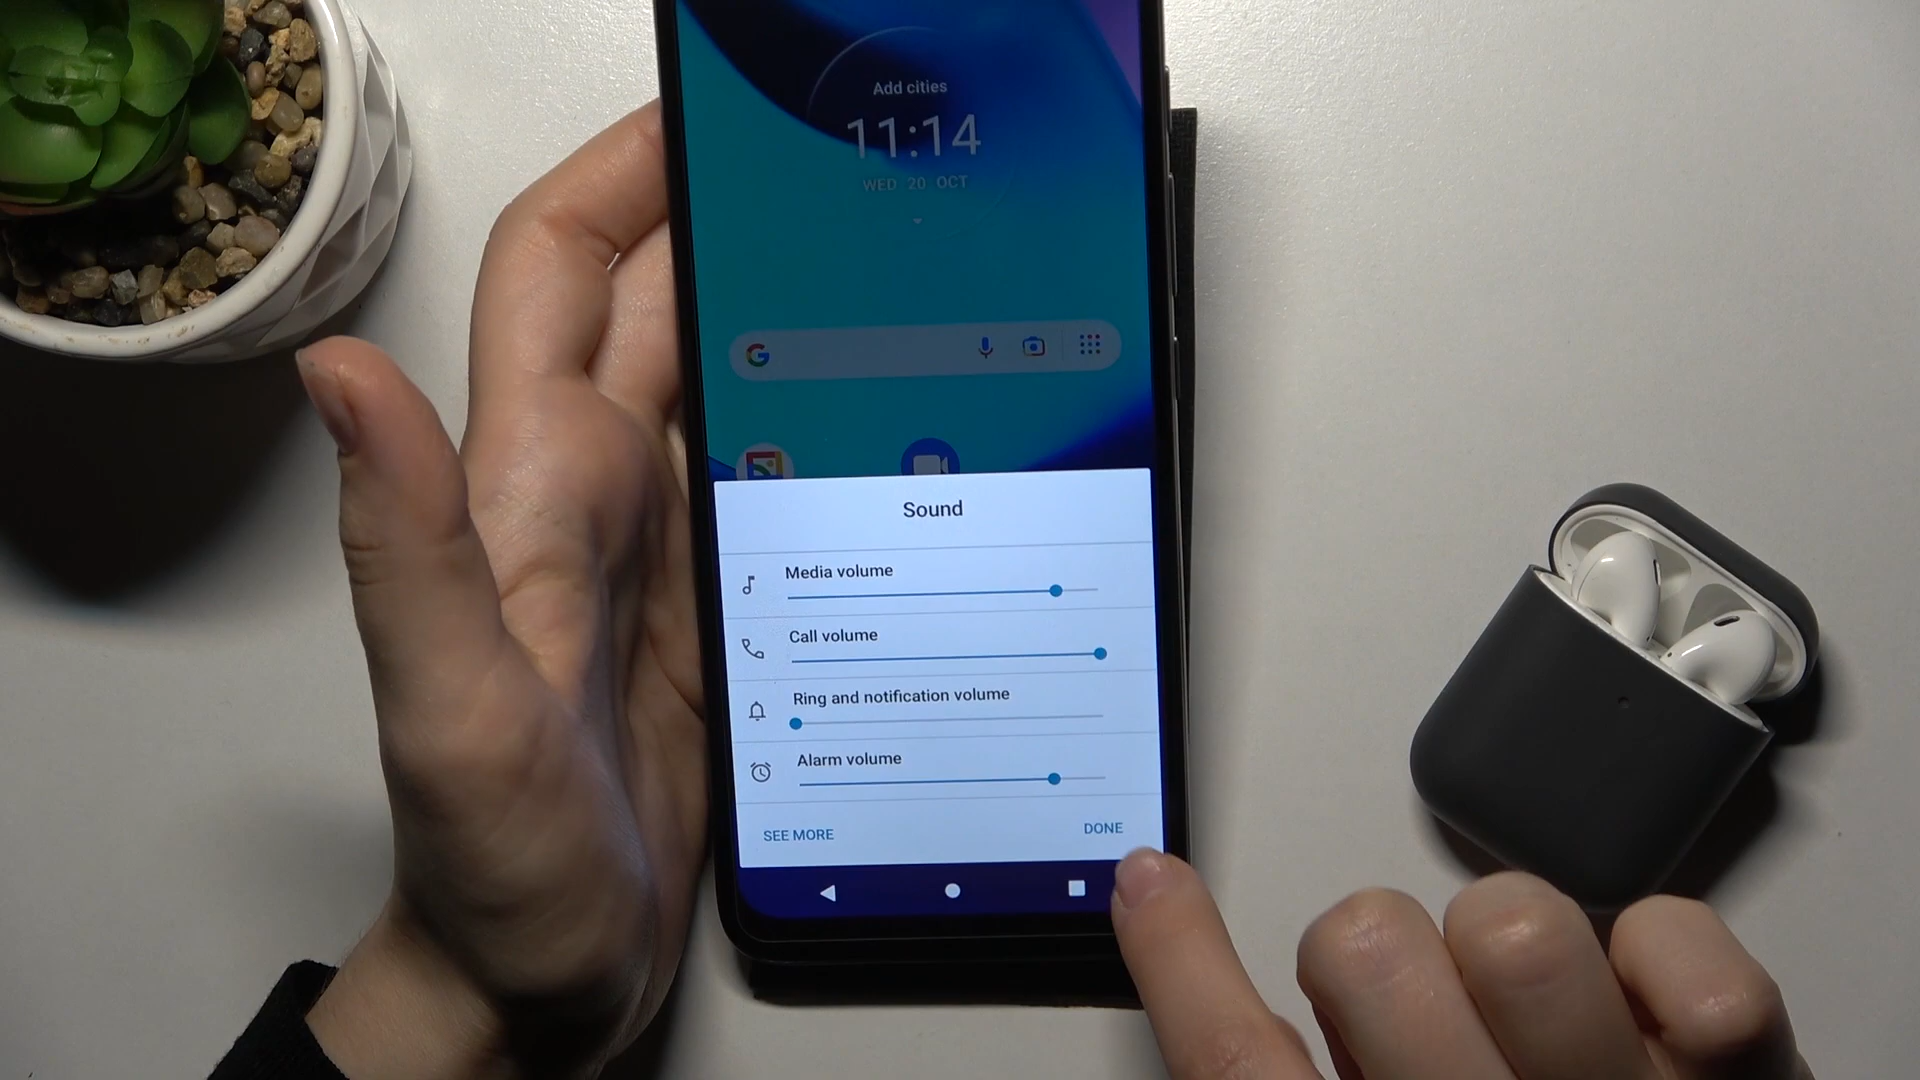 Add cities
11:14
WED 20 OCT
G
Sound
Media volume
Call volume
Ring and notification volume
Alarm volume
SEE MORE
DONE